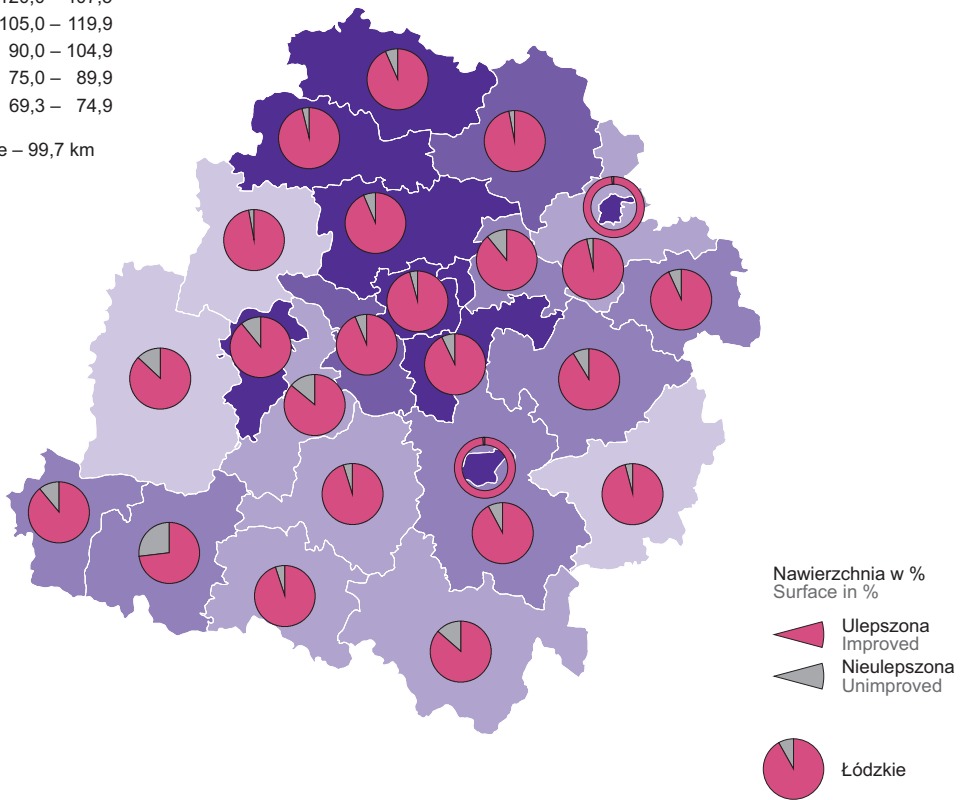 105,0 – 119,9
90,0 – 104,9
75,0 – 89,9
69,3 – 74,9
e – 99,7 km
Nawierzchnia w %
Surface in %
Ulepszona
Improved
Nieulepszona
Unimproved
Łódzkie